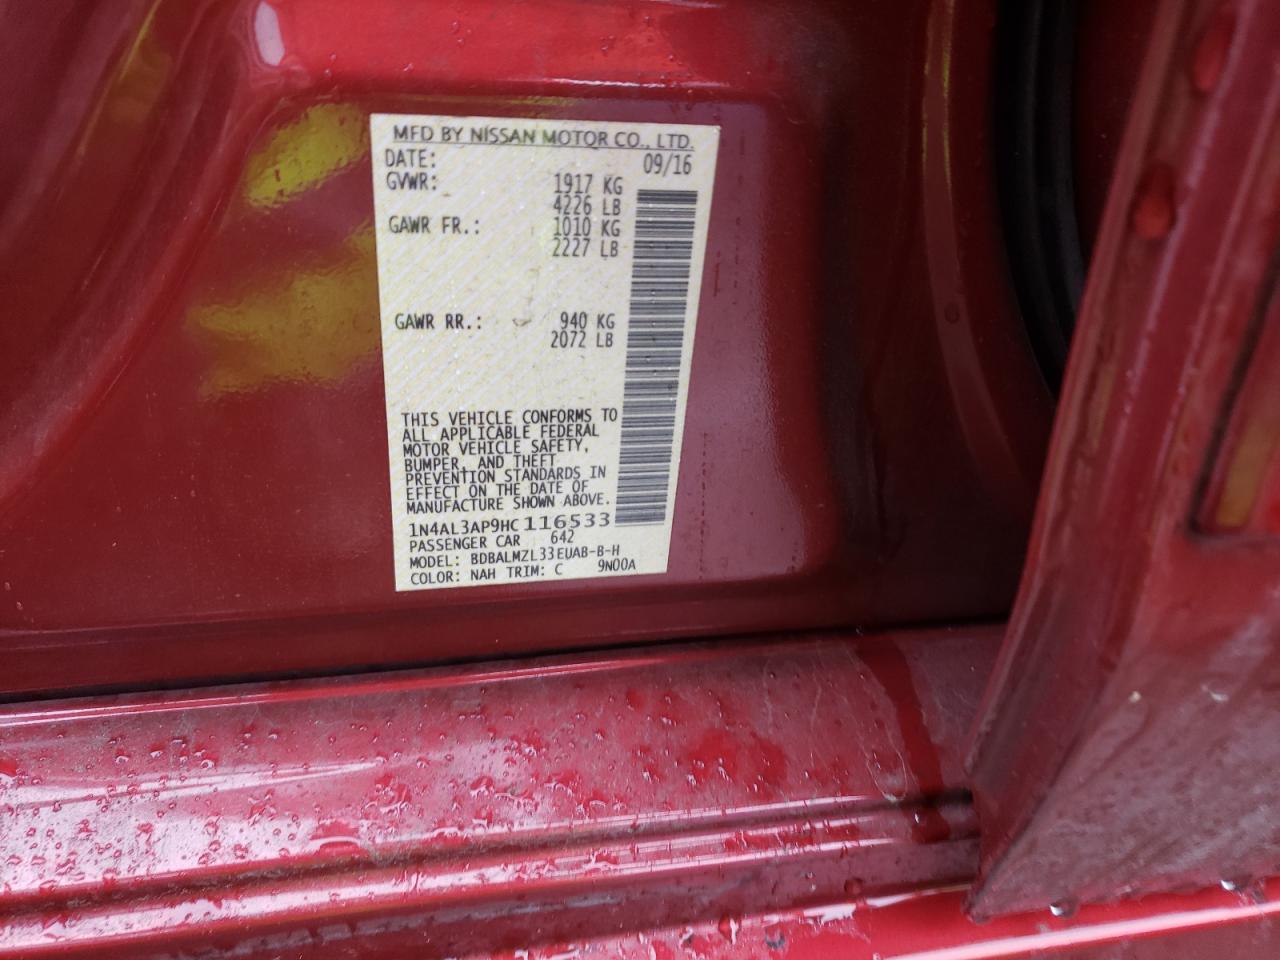 MFD BY NISSAN MOTOR CO., LTD.
DATE: 09/16
GVWR: 1917 KG
4226 LB
GAWR FR.: 1010 KG
2227 LB
GAWR RR.: 940 KG
2072 LB
THIS VEHICLE CONFORMS TO
ALL APPLICABLE FEDERAL
MOTOR VEHICLE SAFETY,
BUMPER, AND THEFT
PREVENTION STANDARDS IN
EFFECT ON THE DATE OF
MANUFACTURE SHOWN ABOVE.
1N4AL3AP9HC116533
PASSENGER CAR 642
MODEL: BDBALMZL33EUAB-B-H
COLOR: NAH TRIM: C 9N00A